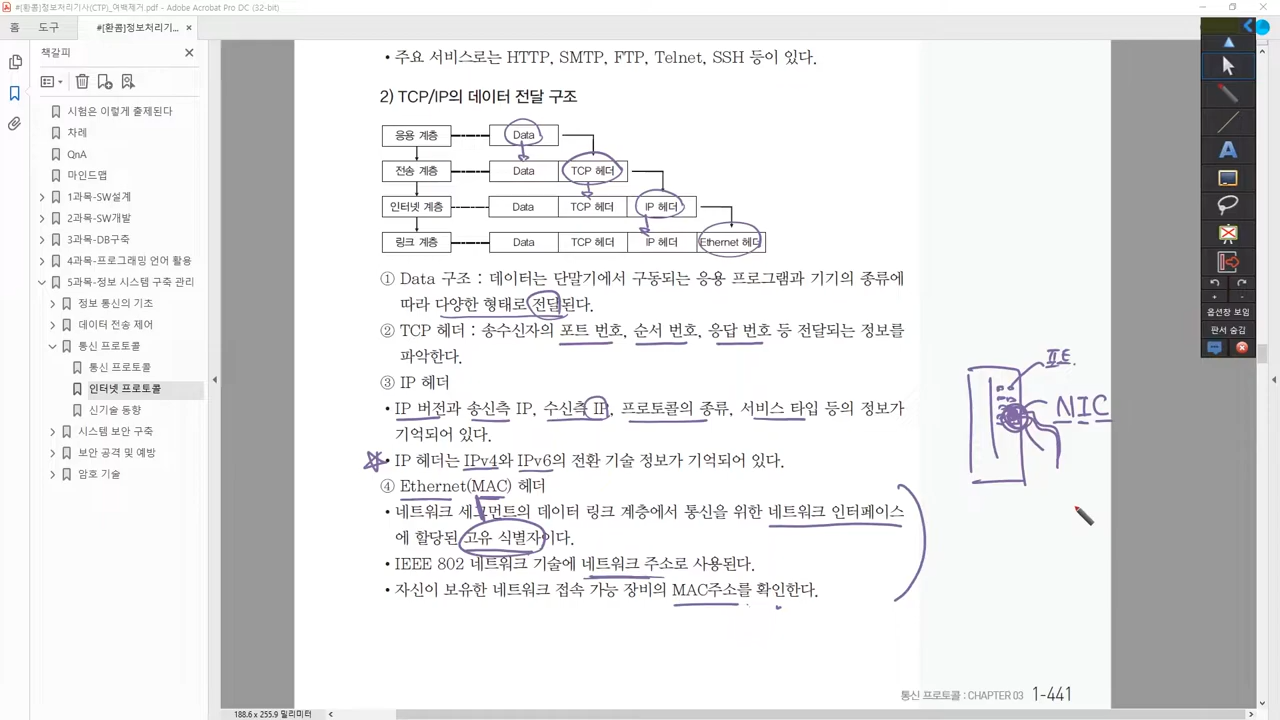 #[황콜]정보처리기사(CTP)_여백제거.pdf - Adobe Acrobat Pro DC (32-bit)
홈 도구 #[황콜]정보처리기... ×
책갈피
시험은 이렇게 출제된다
차례
QnA
마인드맵
1과목-SW설계
2과목-SW개발
3과목-DB구축
4과목-프로그래밍 언어 활용
5과목-정보 시스템 구축 관리
정보 통신의 기초
데이터 전송 제어
통신 프로토콜
통신 프로토콜
인터넷 프로토콜
신기술 동향
시스템 보안 구축
보안 공격 및 예방
암호 기술
• 주요 서비스로는 HTTP, SMTP, FTP, Telnet, SSH 등이 있다.
2) TCP/IP의 데이터 전달 구조
응용 계층 Data
전송 계층 Data TCP 헤더
인터넷 계층 Data TCP 헤더 IP 헤더
링크 계층 Data TCP 헤더 IP 헤더 Ethernet 헤더
① Data 구조 : 데이터는 단말기에서 구동되는 응용 프로그램과 기기의 종류에
따라 다양한 형태로 전달된다.
② TCP 헤더 : 송수신자의 포트 번호, 순서 번호, 응답 번호 등 전달되는 정보를
파악한다.
③ IP 헤더
• IP 버전과 송신측 IP, 수신측 IP, 프로토콜의 종류, 서비스 타입 등의 정보가
기억되어 있다.
• IP 헤더는 IPv4와 IPv6의 전환 기술 정보가 기억되어 있다.
④ Ethernet(MAC) 헤더
• 네트워크 세그먼트의 데이터 링크 계층에서 통신을 위한 네트워크 인터페이스
에 할당된 고유 식별자이다.
• IEEE 802 네트워크 기술에 네트워크 주소로 사용된다.
• 자신이 보유한 네트워크 접속 가능 장비의 MAC주소를 확인한다.
NIC
통신 프로토콜 : CHAPTER 03 1-441
188.6 x 255.9 밀리미터
A
옵션창 보임
판서 숨김